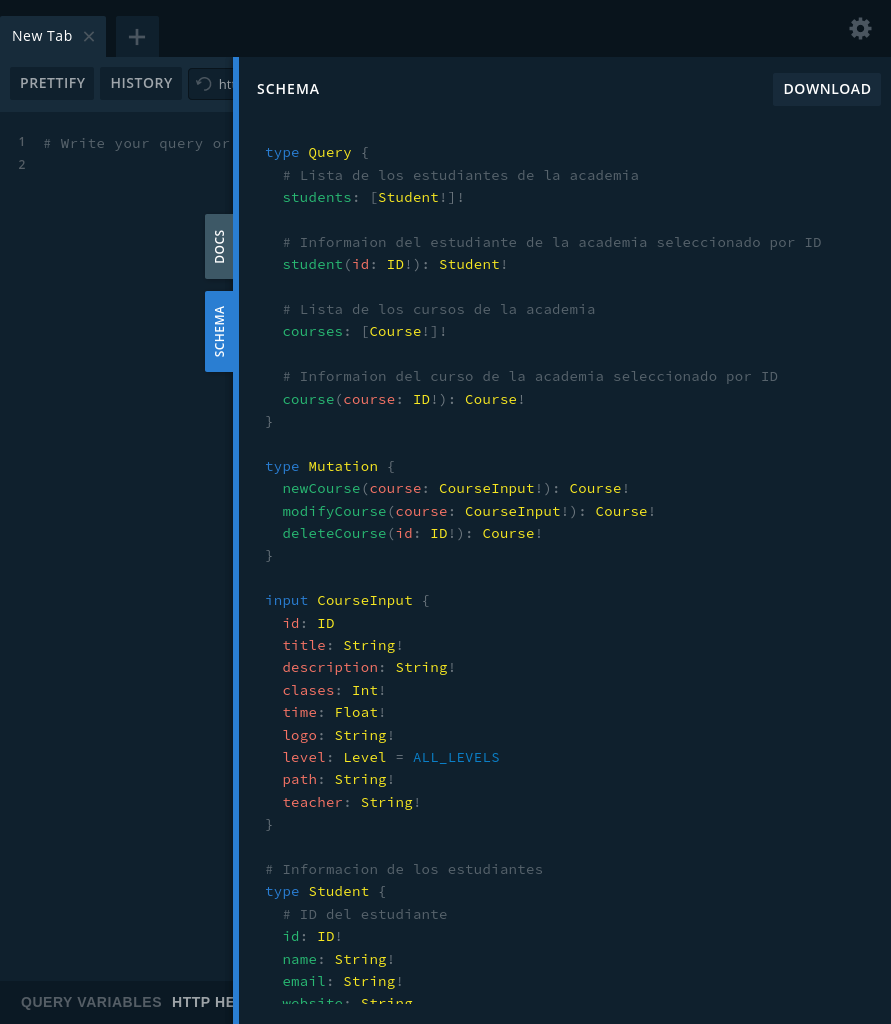 New Tab
PRETTIFY
HISTORY
1 # Write your query or
2
DOCS
SCHEMA
QUERY VARIABLES
SCHEMA
DOWNLOAD
type Query {
# Lista de los estudiantes de la academia
students: [Student!]!
# Informaion del estudiante de la academia seleccionado por ID
student(id: ID!): Student!
# Lista de los cursos de la academia
courses: [Course!]!
# Informaion del curso de la academia seleccionado por ID
course(course: ID!): Course!
}
type Mutation {
newCourse(course: CourseInput!): Course!
modifyCourse(course: CourseInput!): Course!
deleteCourse(id: ID!): Course!
}
input CourseInput {
id: ID
title: String!
description: String!
clases: Int!
time: Float!
logo: String!
level: Level = ALL_LEVELS
path: String!
teacher: String!
}
# Informacion de los estudiantes
type Student {
# ID del estudiante
id: ID!
name: String!
email: String!
website: String